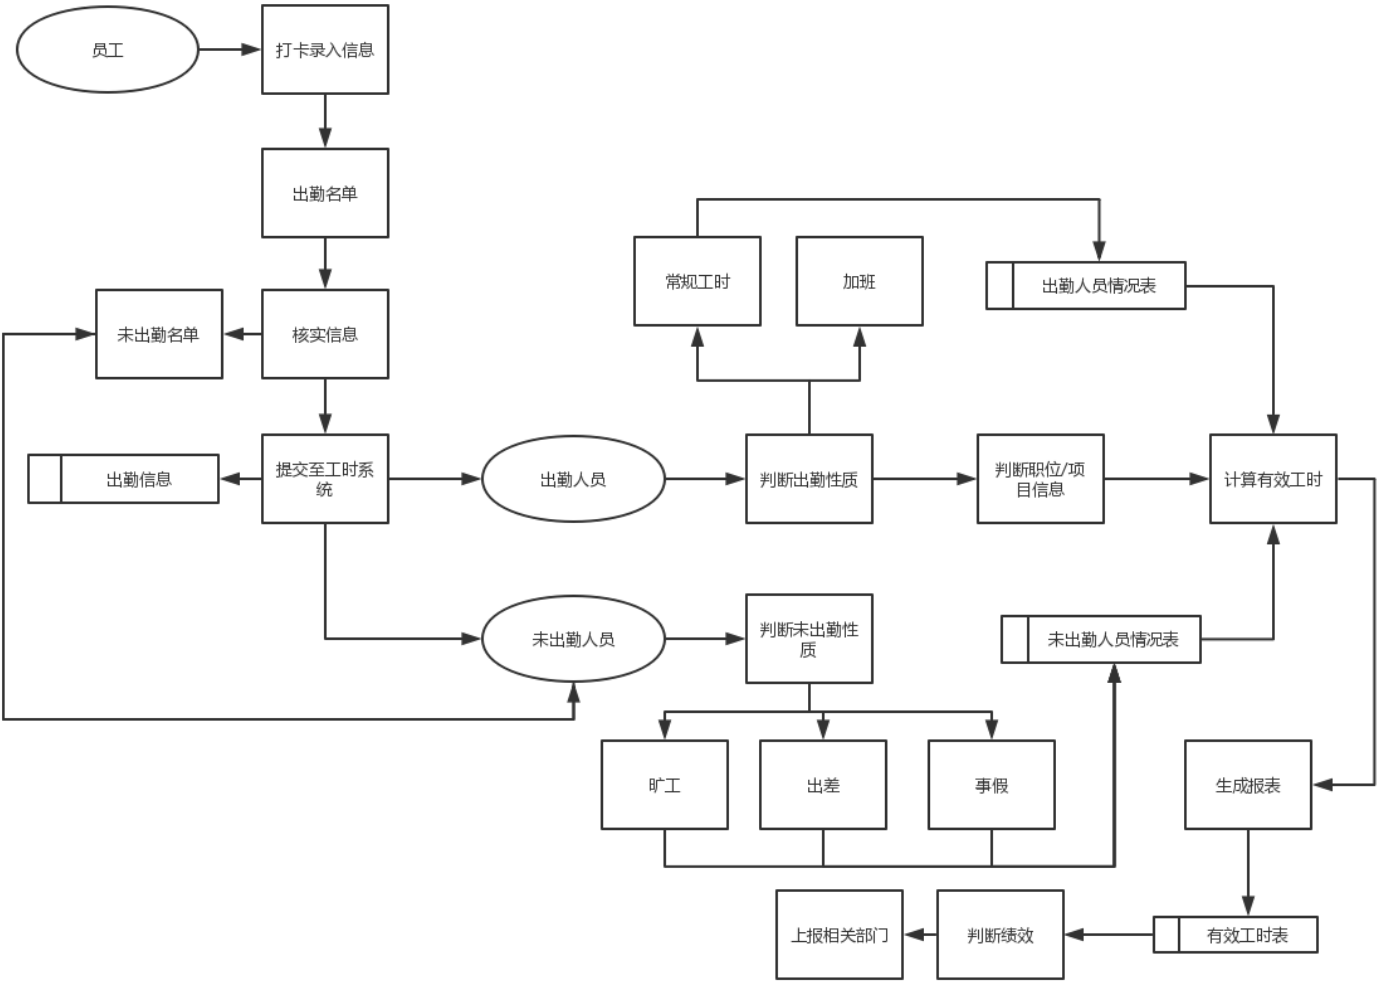 员工
打卡录入信息
出勤名单
常规工时
加班
出勤人员情况表
未出勤名单
核实信息
出勤信息
提交至工时系
统
出勤人员
判断出勤性质
判断职位/项
目信息
计算有效工时
未出勤人员
判断未出勤性
质
未出勤人员情况表
旷工
出差
事假
生成报表
上报相关部门
判断绩效
有效工时表